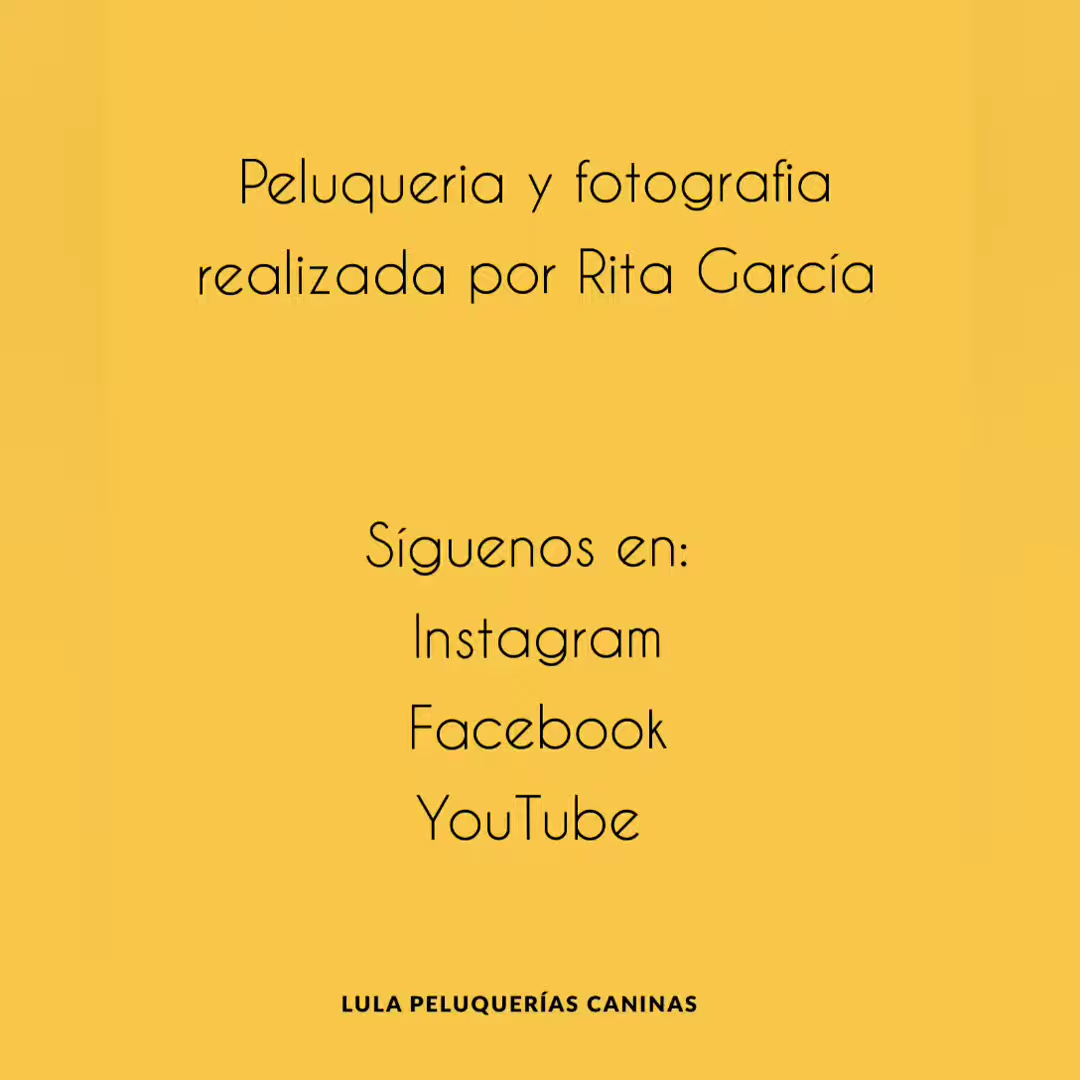 Peluqueria y fotografia
realizada por Rita García
Síguenos en:
Instagram
Facebook
YouTube
LULA PELUQUERÍAS CANINAS